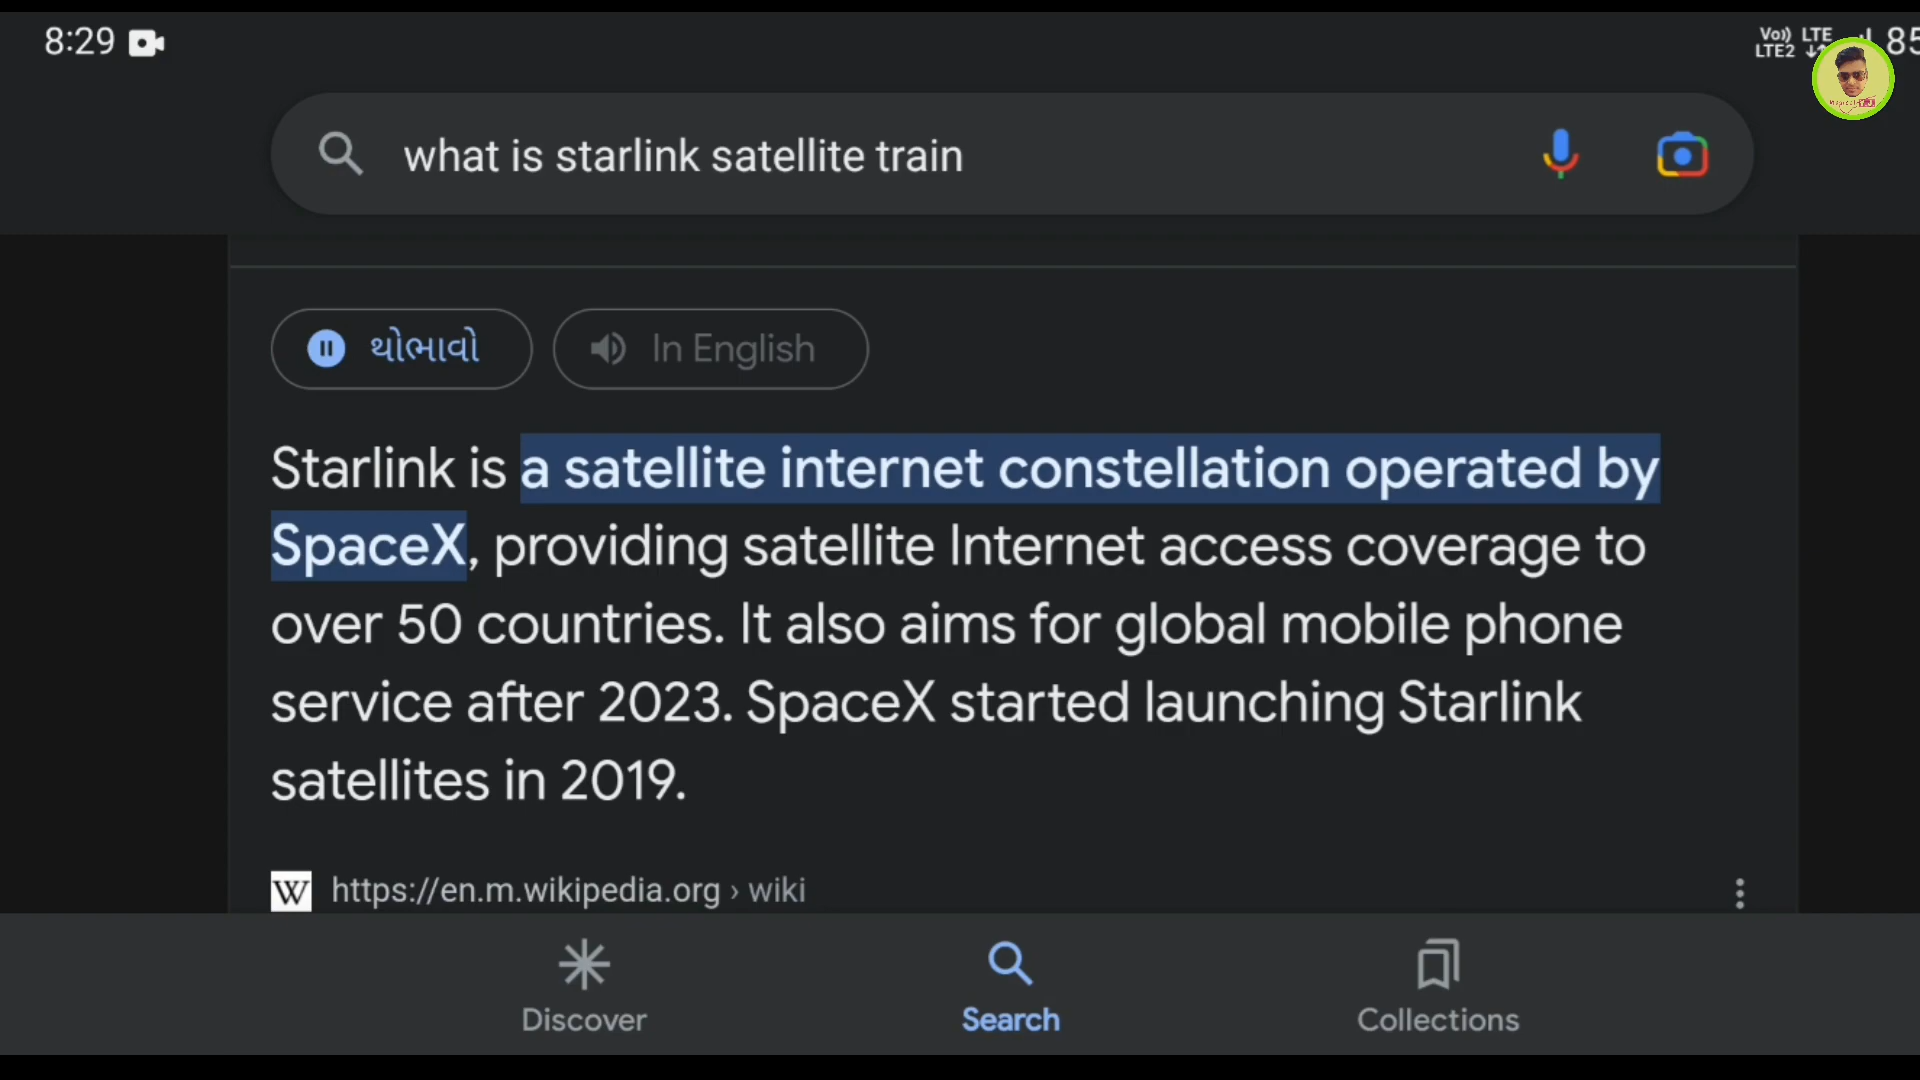 8:29
Vo) LTE
LTE2
85
what is starlink satellite train
થોભાવો
In English
Starlink is a satellite internet constellation operated by
SpaceX, providing satellite Internet access coverage to
over 50 countries. It also aims for global mobile phone
service after 2023. SpaceX started launching Starlink
satellites in 2019.
W https://en.m.wikipedia.org › wiki
Discover
Search
Collections